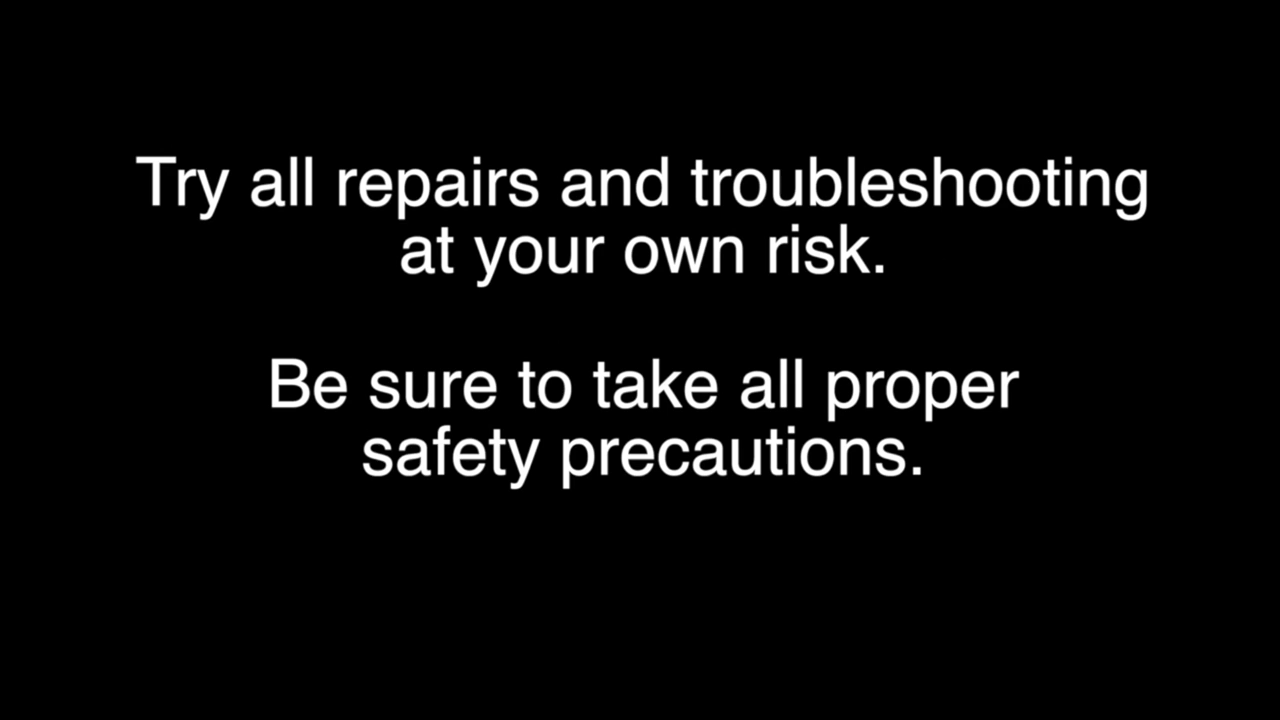 Try all repairs and troubleshooting
at your own risk.
Be sure to take all proper
safety precautions.